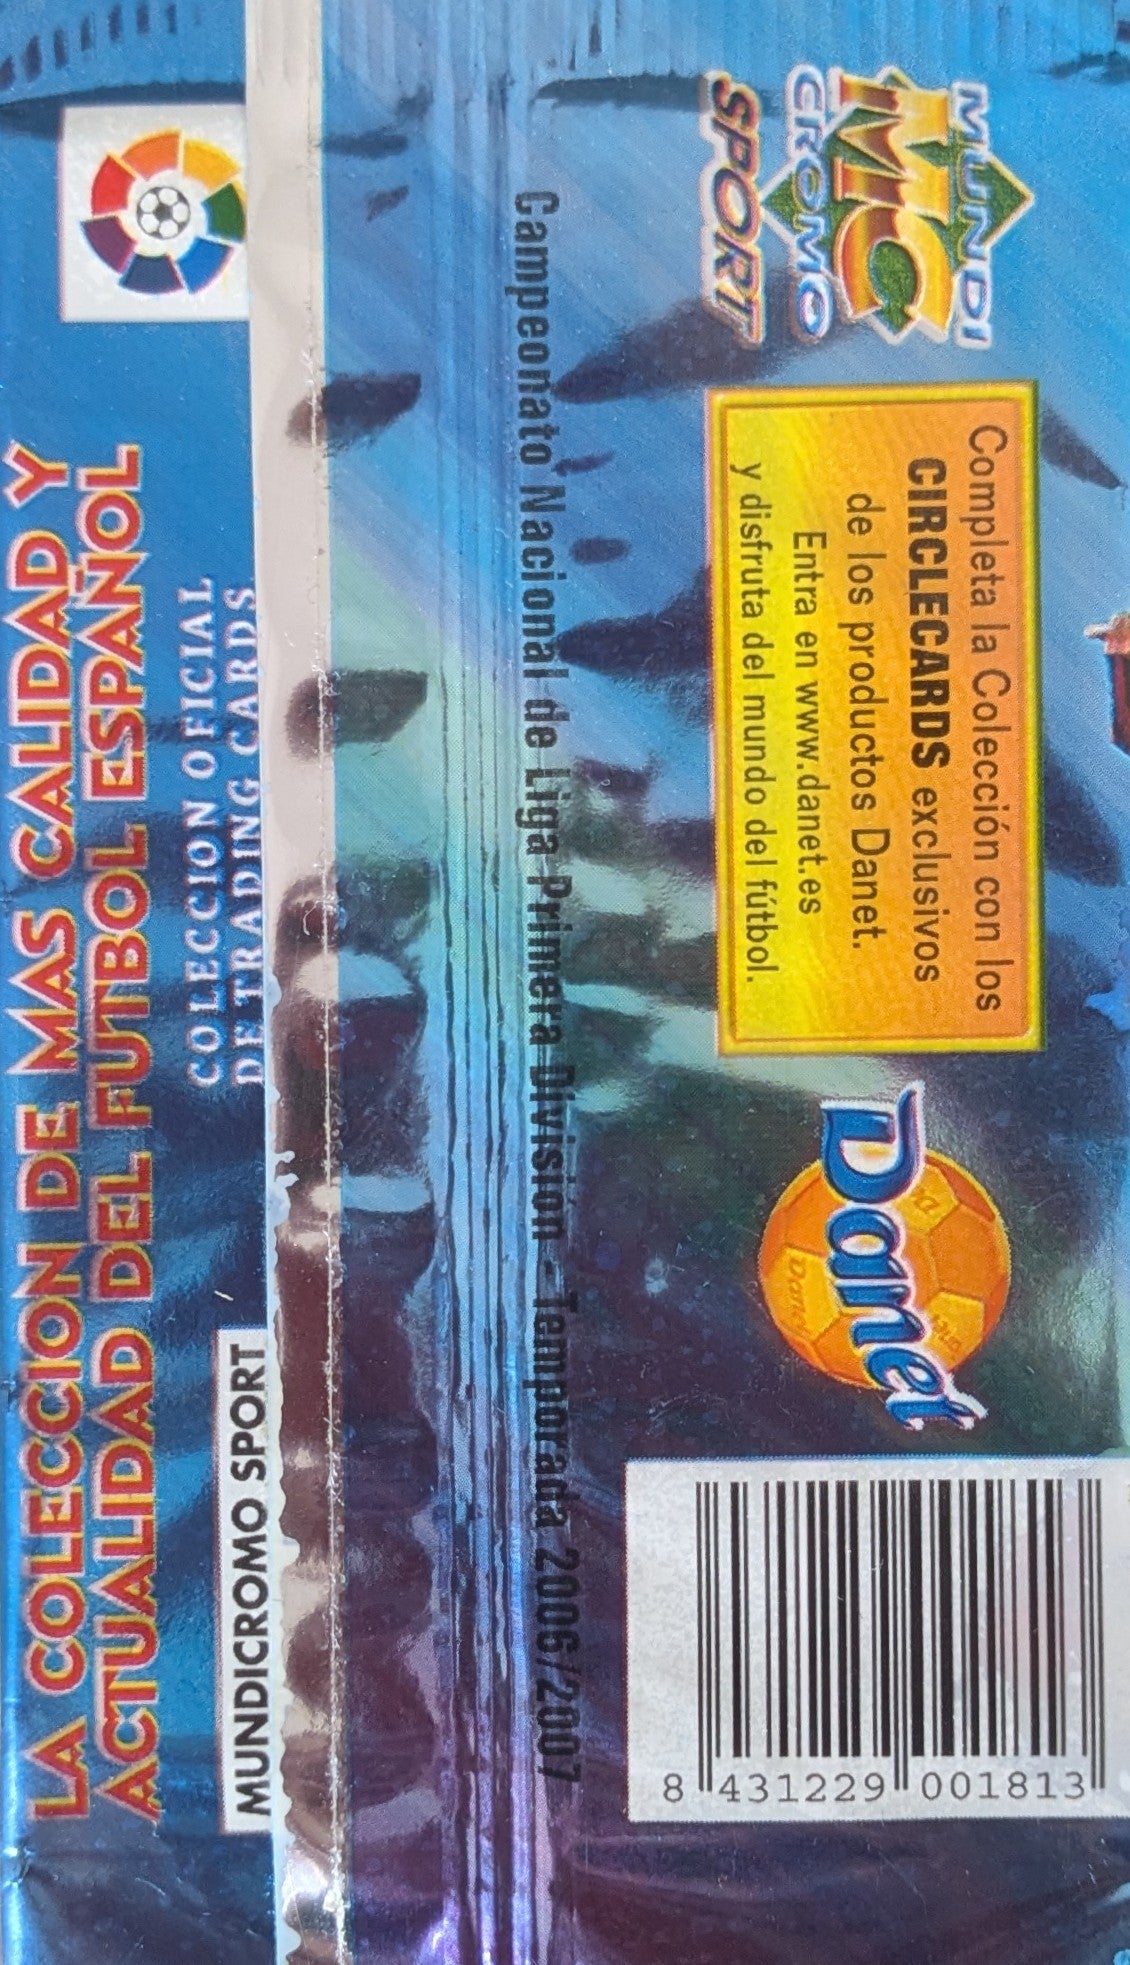 MUNDI
MC
CROMO
SPORT
Completa la Colección con los
CIRCLECARDS exclusivos
de los productos Danet.
Entra en www.danet.es
y disfruta del mundo del fútbol.
Danet
8 431229 001813
Campeonato Nacional de Liga Primera División - Temporada 2006/2007
LA COLECCION DE MAS CALIDAD Y
ACTUALIDAD DEL FUTBOL ESPAÑOL
COLECCION OFICIAL
DE TRADING CARDS
MUNDICROMO SPORT